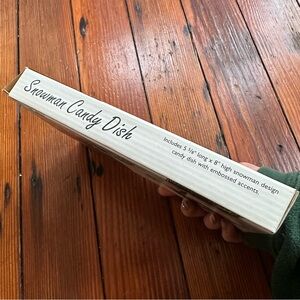 Snowman Candy Dish
Includes 5 ¼" long x 8" high snowman design
candy dish with embossed accents.